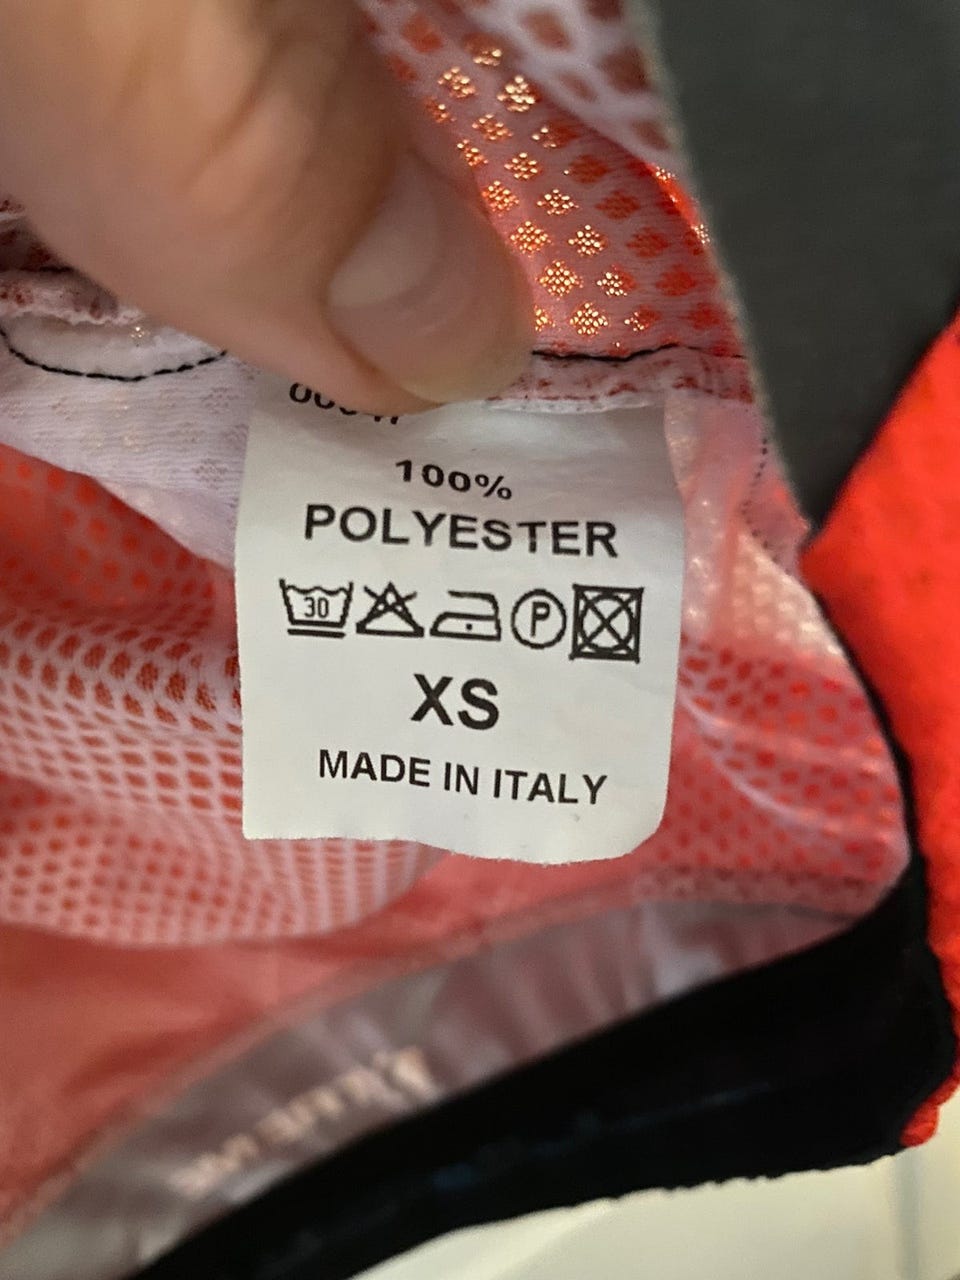 100%
POLYESTER
30 P
XS
MADE IN ITALY